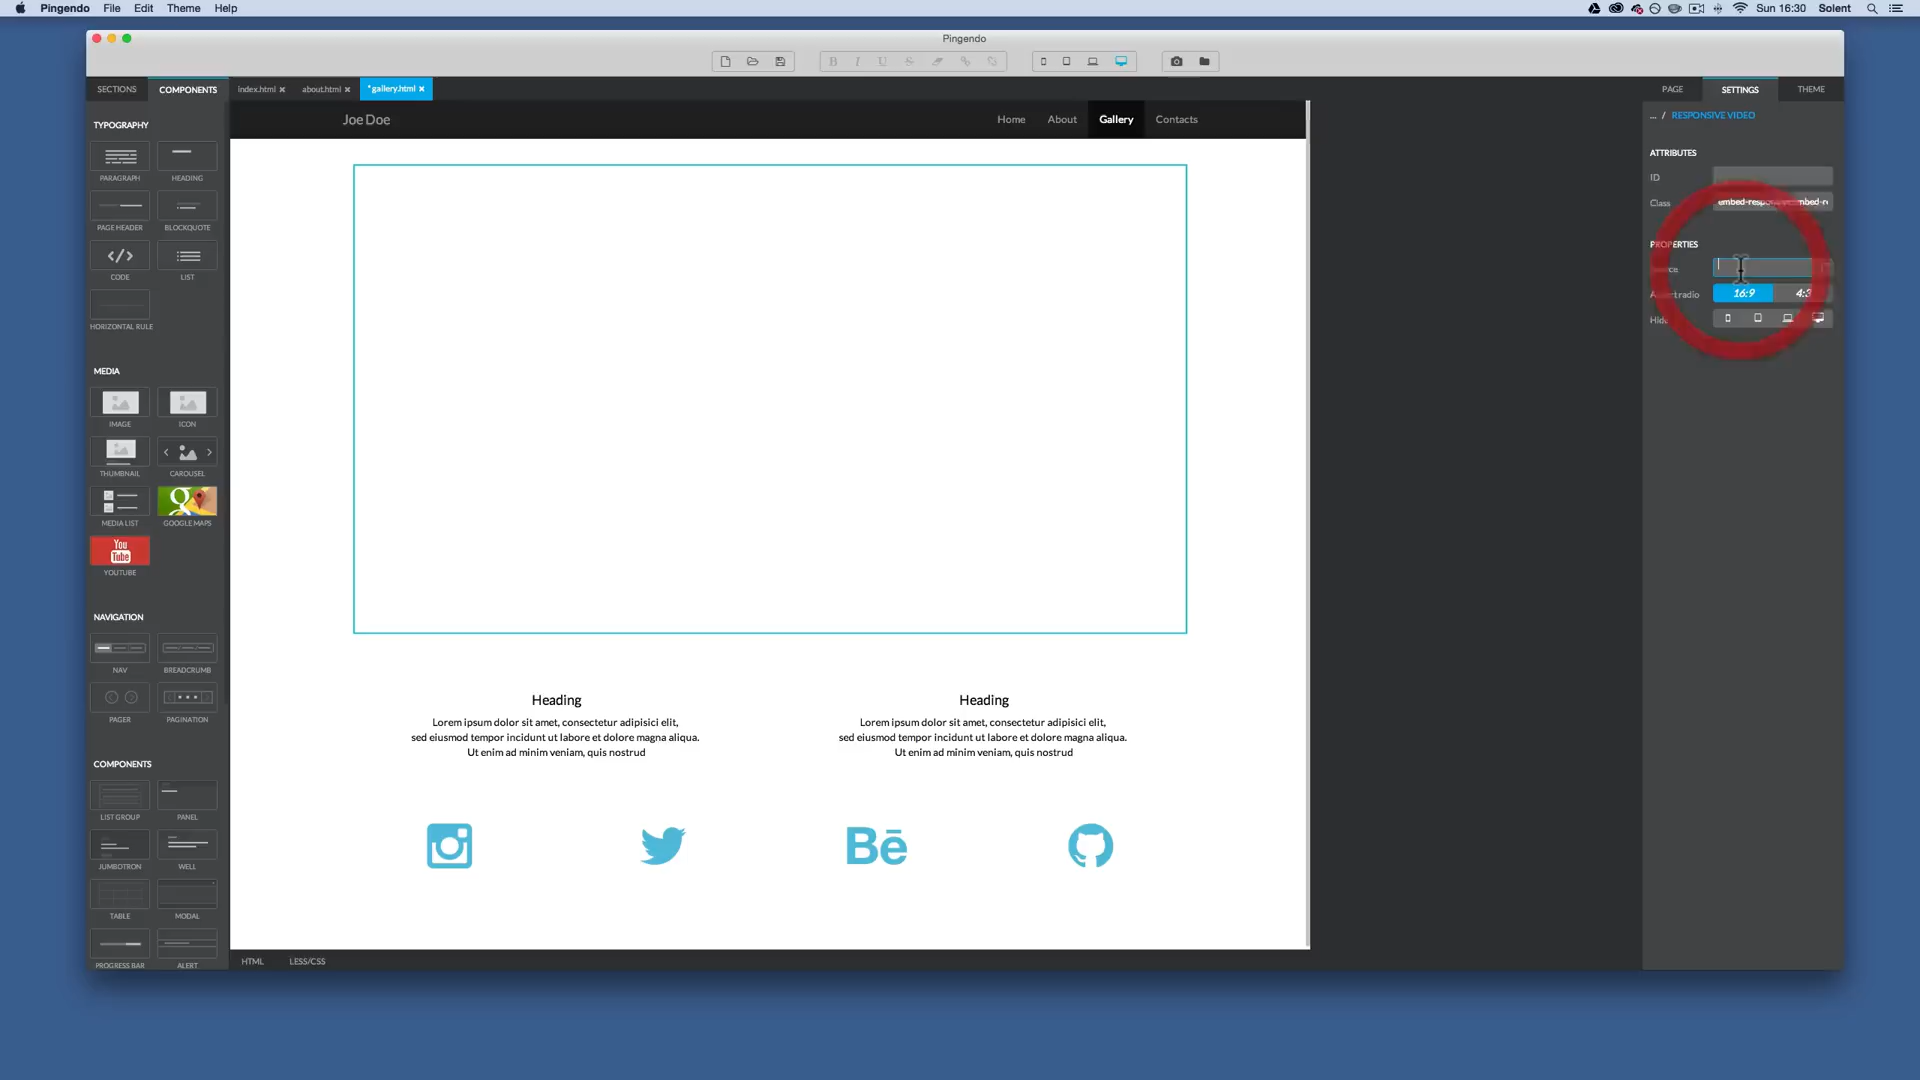 Pingendo File Edit Theme Help Sun 16:30 Solent
Pingendo
SECTIONS COMPONENTS index.html about.html *gallery.html PAGE SETTINGS THEME
Joe Doe Home About Gallery Contacts
... / RESPONSIVE VIDEO
TYPOGRAPHY
PARAGRAPH HEADING
PAGE HEADER BLOCKQUOTE
CODE LIST
HORIZONTAL RULE
MEDIA
IMAGE ICON
THUMBNAIL CAROUSEL
MEDIA LIST GOOGLE MAPS
You
Tube
YOUTUBE
NAVIGATION
NAV BREADCRUMB
PAGER PAGINATION
COMPONENTS
LIST GROUP PANEL
JUMBOTRON WELL
TABLE MODAL
PROGRESS BAR ALERT
ATTRIBUTES
ID
Class
PROPERTIES
16:9
Heading
Lorem ipsum dolor sit amet, consectetur adipisici elit,
sed eiusmod tempor incidunt ut labore et dolore magna aliqua.
Ut enim ad minim veniam, quis nostrud
Heading
Lorem ipsum dolor sit amet, consectetur adipisici elit,
sed eiusmod tempor incidunt ut labore et dolore magna aliqua.
Ut enim ad minim veniam, quis nostrud
Bē
HTML LESS/CSS